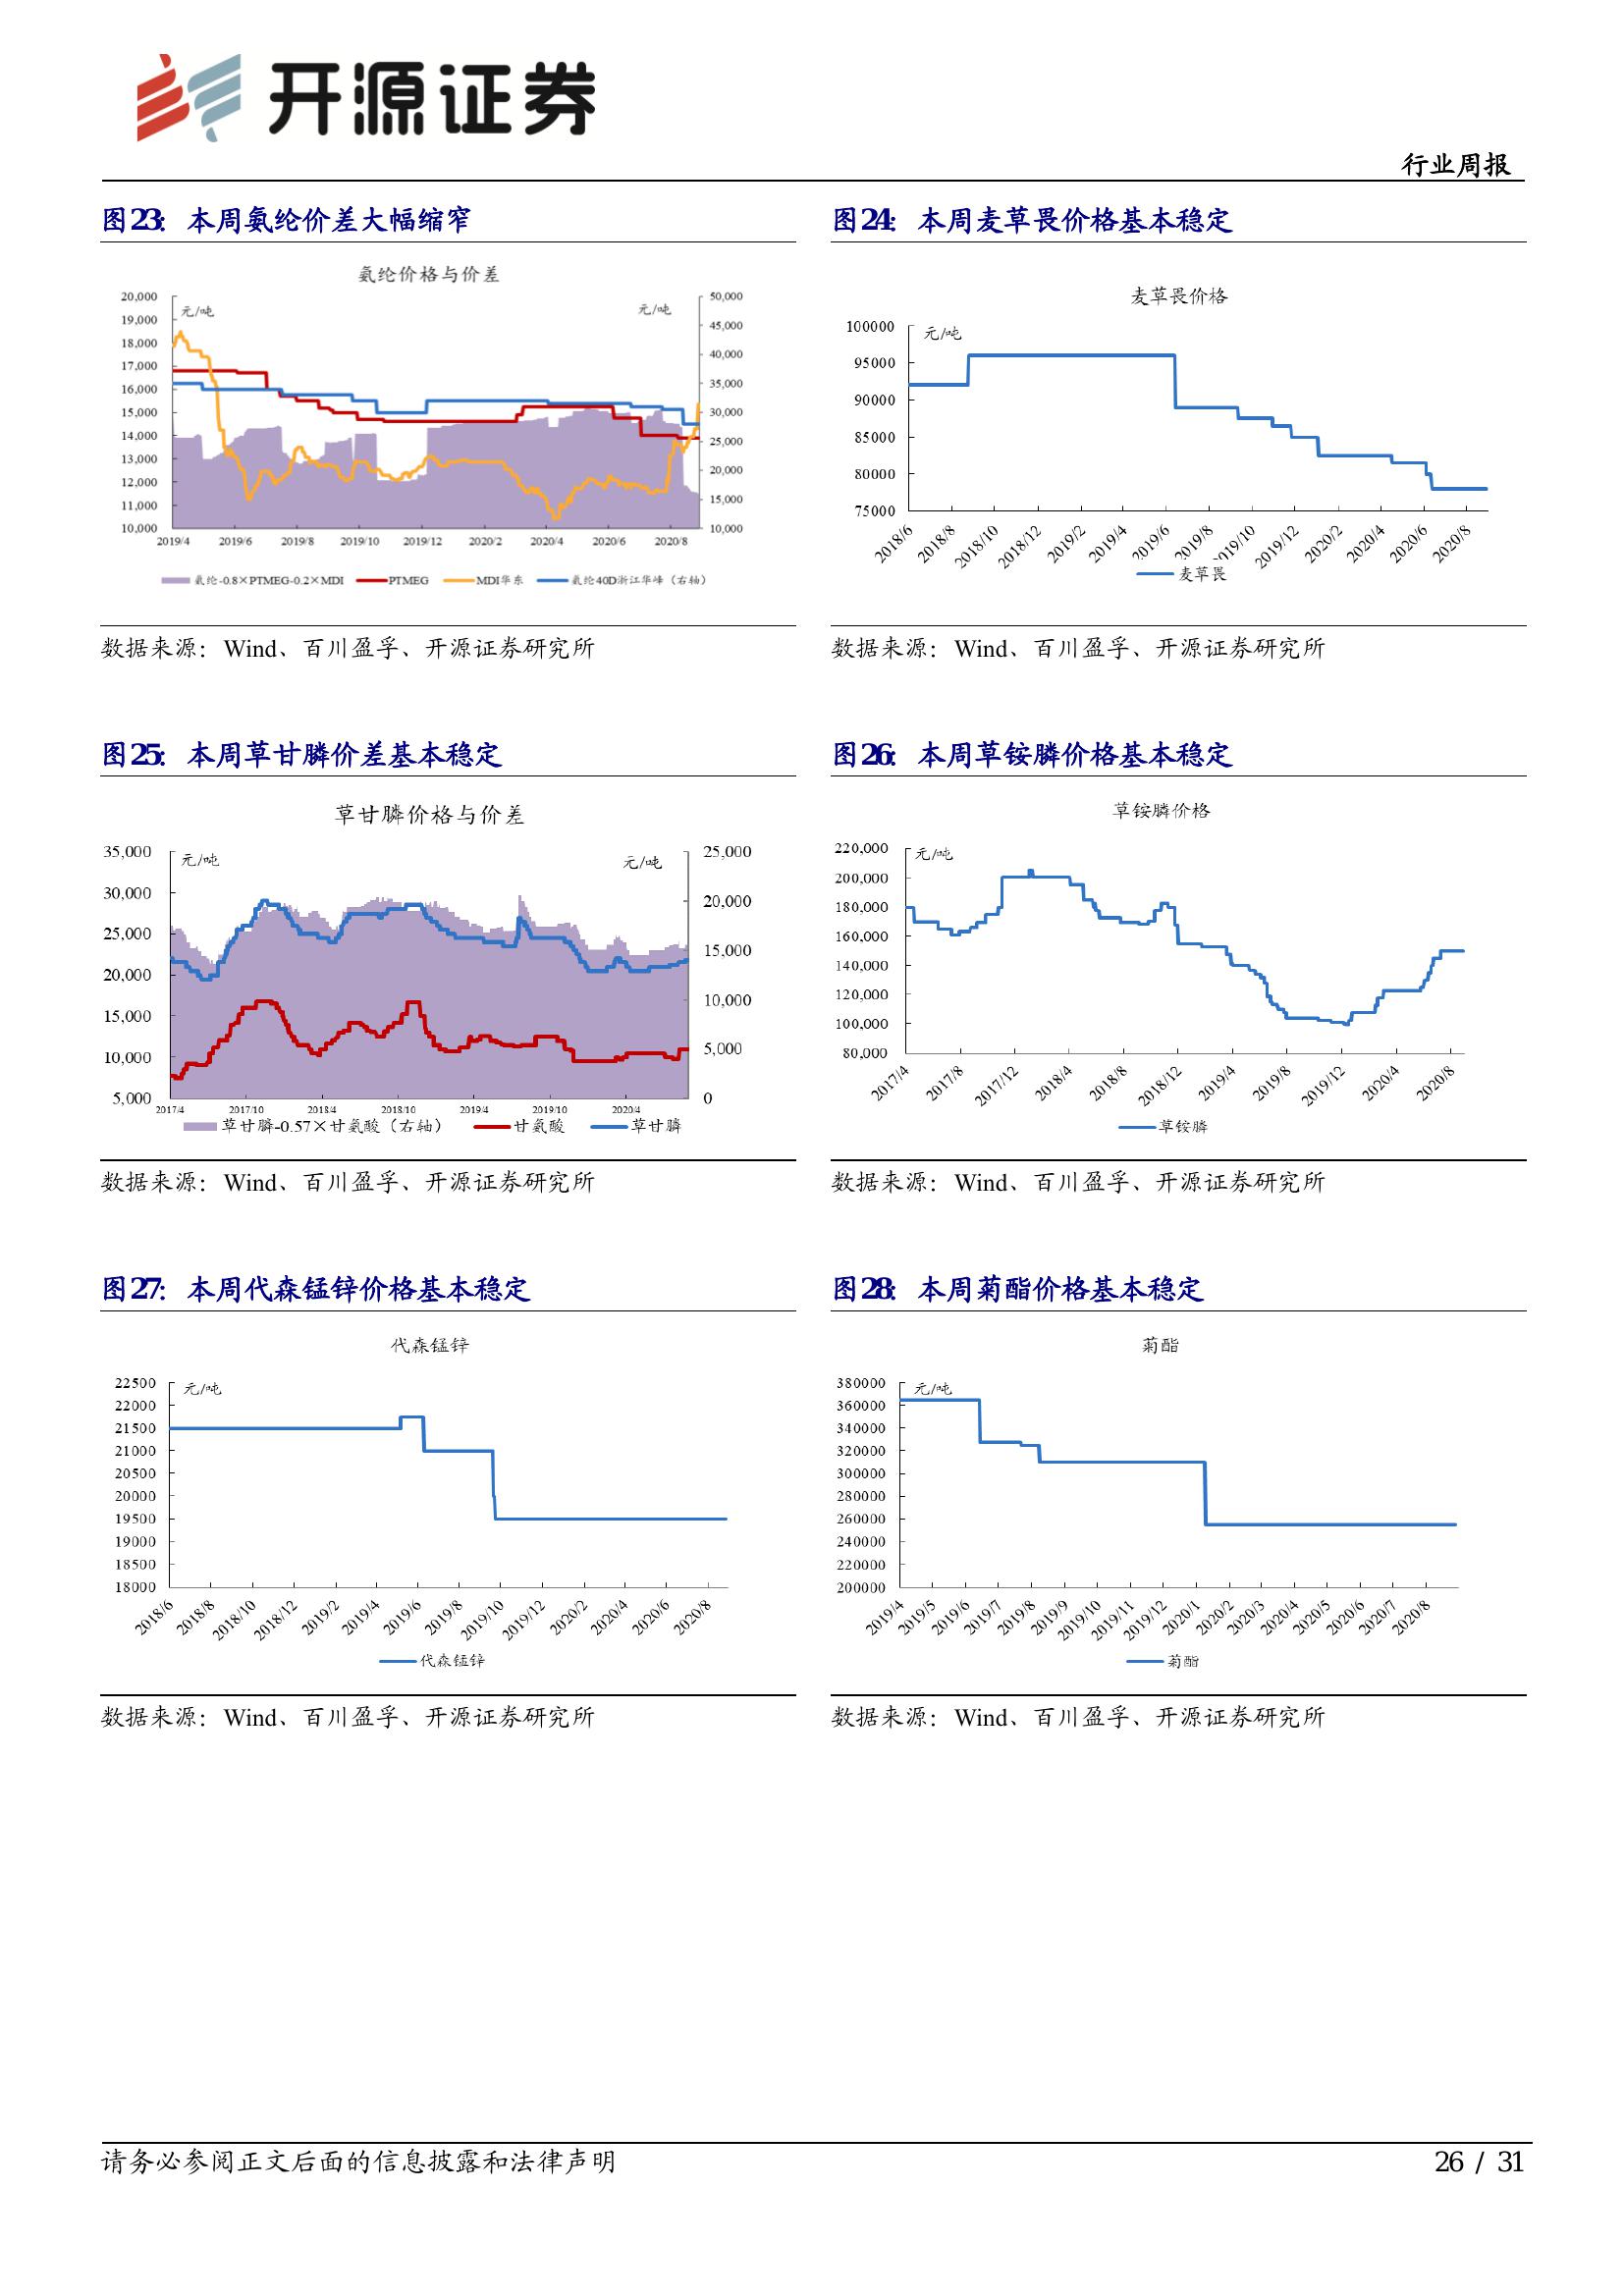 开源证券
行业周报
图23: 本周氨纶价差大幅缩窄
氨纶价格与价差
元/吨
元/吨
20,000
19,000
18,000
17,000
16,000
15,000
14,000
13,000
12,000
11,000
10,000
50,000
45,000
40,000
35,000
30,000
25,000
20,000
15,000
10,000
2019/4 2019/6 2019/8 2019/10 2019/12 2020/2 2020/4 2020/6 2020/8
氨纶-0.8×PTMEG-0.2×MDI PTMEG MDI华东 氨纶40D浙江华峰（右轴）
数据来源：Wind、百川盈孚、开源证券研究所
图24: 本周麦草畏价格基本稳定
麦草畏价格
元/吨
100000
95000
90000
85000
80000
75000
2018/6 2018/8 2018/10 2018/12 2019/2 2019/4 2019/6 2019/8 2019/10 2019/12 2020/2 2020/4 2020/6 2020/8
麦草畏
数据来源：Wind、百川盈孚、开源证券研究所
图25: 本周草甘膦价差基本稳定
草甘膦价格与价差
元/吨
元/吨
35,000
30,000
25,000
20,000
15,000
10,000
5,000
25,000
20,000
15,000
10,000
5,000
0
2017/4 2017/10 2018/4 2018/10 2019/4 2019/10 2020/4
草甘膦-0.57×甘氨酸（右轴） 甘氨酸 草甘膦
数据来源：Wind、百川盈孚、开源证券研究所
图26: 本周草铵膦价格基本稳定
草铵膦价格
元/吨
220,000
200,000
180,000
160,000
140,000
120,000
100,000
80,000
2017/4 2017/8 2017/12 2018/4 2018/8 2018/12 2019/4 2019/8 2019/12 2020/4 2020/8
草铵膦
数据来源：Wind、百川盈孚、开源证券研究所
图27: 本周代森锰锌价格基本稳定
代森锰锌
元/吨
22500
22000
21500
21000
20500
20000
19500
19000
18500
18000
2018/6 2018/8 2018/10 2018/12 2019/2 2019/4 2019/6 2019/8 2019/10 2019/12 2020/2 2020/4 2020/6 2020/8
代森锰锌
数据来源：Wind、百川盈孚、开源证券研究所
图28: 本周菊酯价格基本稳定
菊酯
元/吨
380000
360000
340000
320000
300000
280000
260000
240000
220000
200000
2019/4 2019/5 2019/6 2019/7 2019/8 2019/9 2019/10 2019/11 2019/12 2020/1 2020/2 2020/3 2020/4 2020/5 2020/6 2020/7 2020/8
菊酯
数据来源：Wind、百川盈孚、开源证券研究所
请务必参阅正文后面的信息披露和法律声明
26 / 31